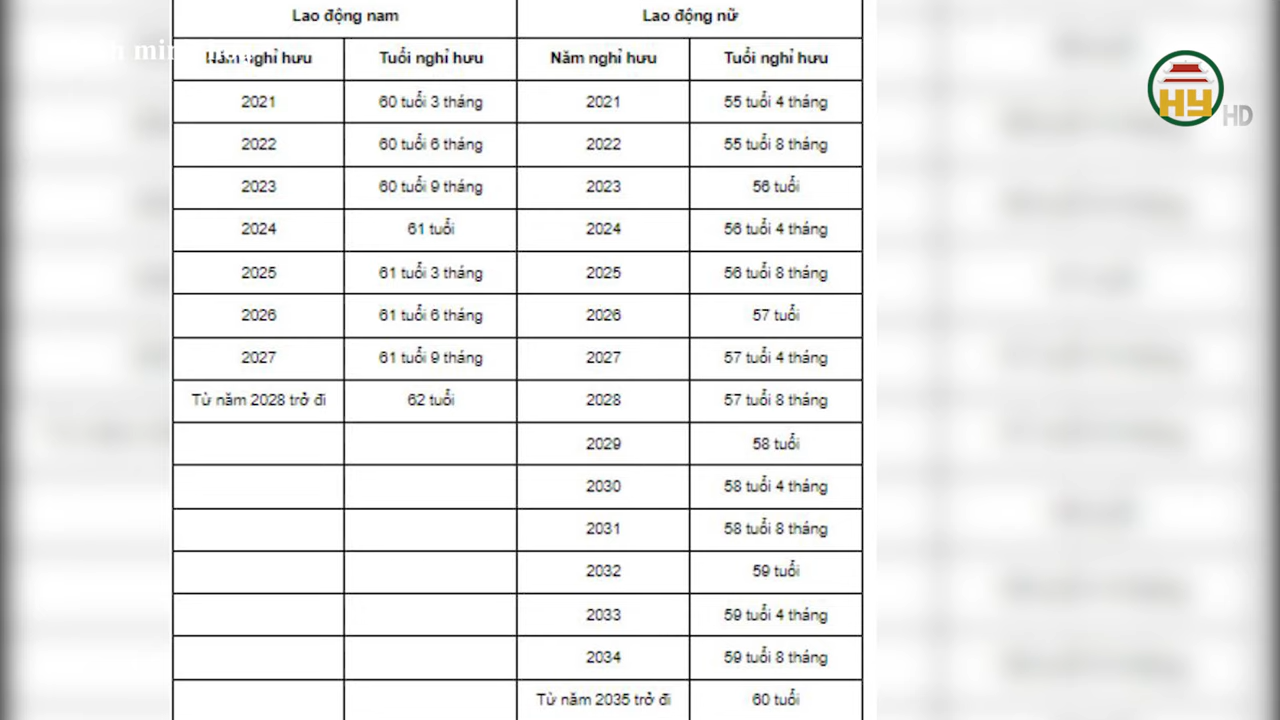 Lao động nam Lao động nữ
Năm nghỉ hưu Tuổi nghỉ hưu Năm nghỉ hưu Tuổi nghỉ hưu
2021 60 tuổi 3 tháng 2021 55 tuổi 4 tháng
2022 60 tuổi 6 tháng 2022 55 tuổi 8 tháng
2023 60 tuổi 9 tháng 2023 56 tuổi
2024 61 tuổi 2024 56 tuổi 4 tháng
2025 61 tuổi 3 tháng 2025 56 tuổi 8 tháng
2026 61 tuổi 6 tháng 2026 57 tuổi
2027 61 tuổi 9 tháng 2027 57 tuổi 4 tháng
Từ năm 2028 trở đi 62 tuổi 2028 57 tuổi 8 tháng
2029 58 tuổi
2030 58 tuổi 4 tháng
2031 58 tuổi 8 tháng
2032 59 tuổi
2033 59 tuổi 4 tháng
2034 59 tuổi 8 tháng
Từ năm 2035 trở đi 60 tuổi
HY HD